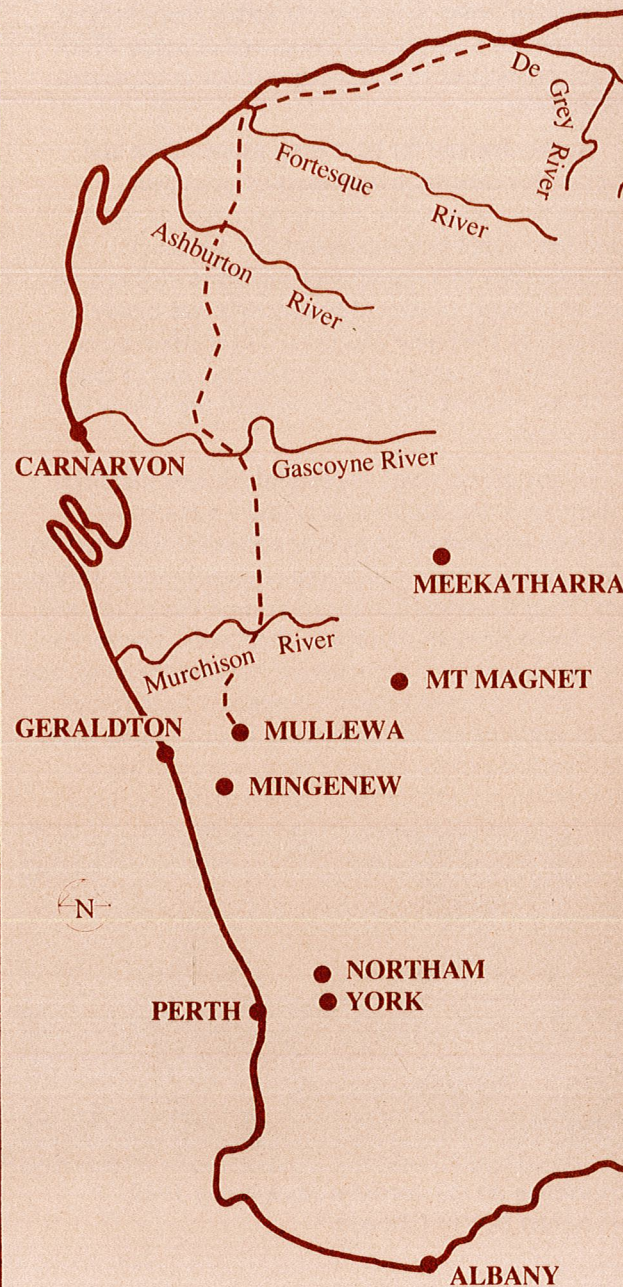 De Grey River
Fortesque River
Ashburton River
CARNARVON
Gascoyne River
MEEKATHARRA
Murchison River
MT MAGNET
GERALDTON
MULLEWA
MINGENEW
N
NORTHAM
YORK
PERTH
ALBANY